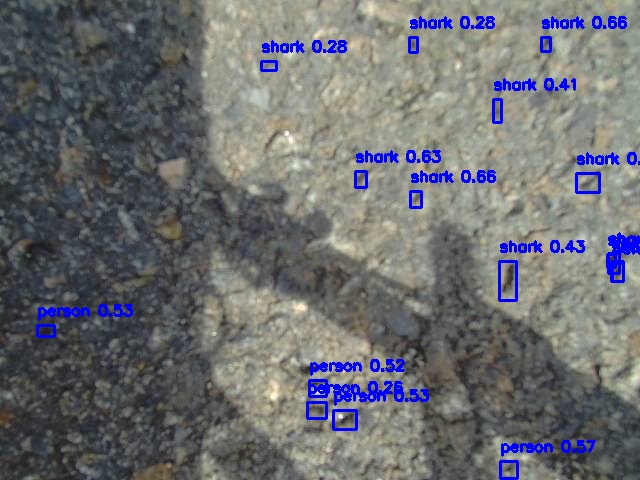 shark 0.28
shark 0.66
shark 0.28
shark 0.41
shark 0.63
shark 0.
shark 0.66
shark 0.43
person 0.53
person 0.52
person 0.26
person 0.53
person 0.57